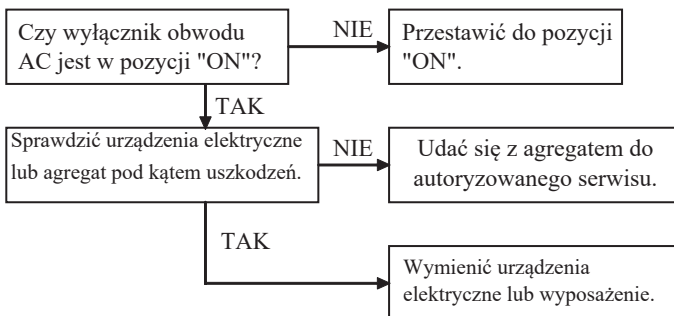 Czy wyłącznik obwodu
AC jest w pozycji "ON"?
NIE
Przestawić do pozycji
"ON".
TAK
Sprawdzić urządzenia elektryczne
lub agregat pod kątem uszkodzeń.
NIE
Udać się z agregatem do
autoryzowanego serwisu.
TAK
Wymienić urządzenia
elektryczne lub wyposażenie.